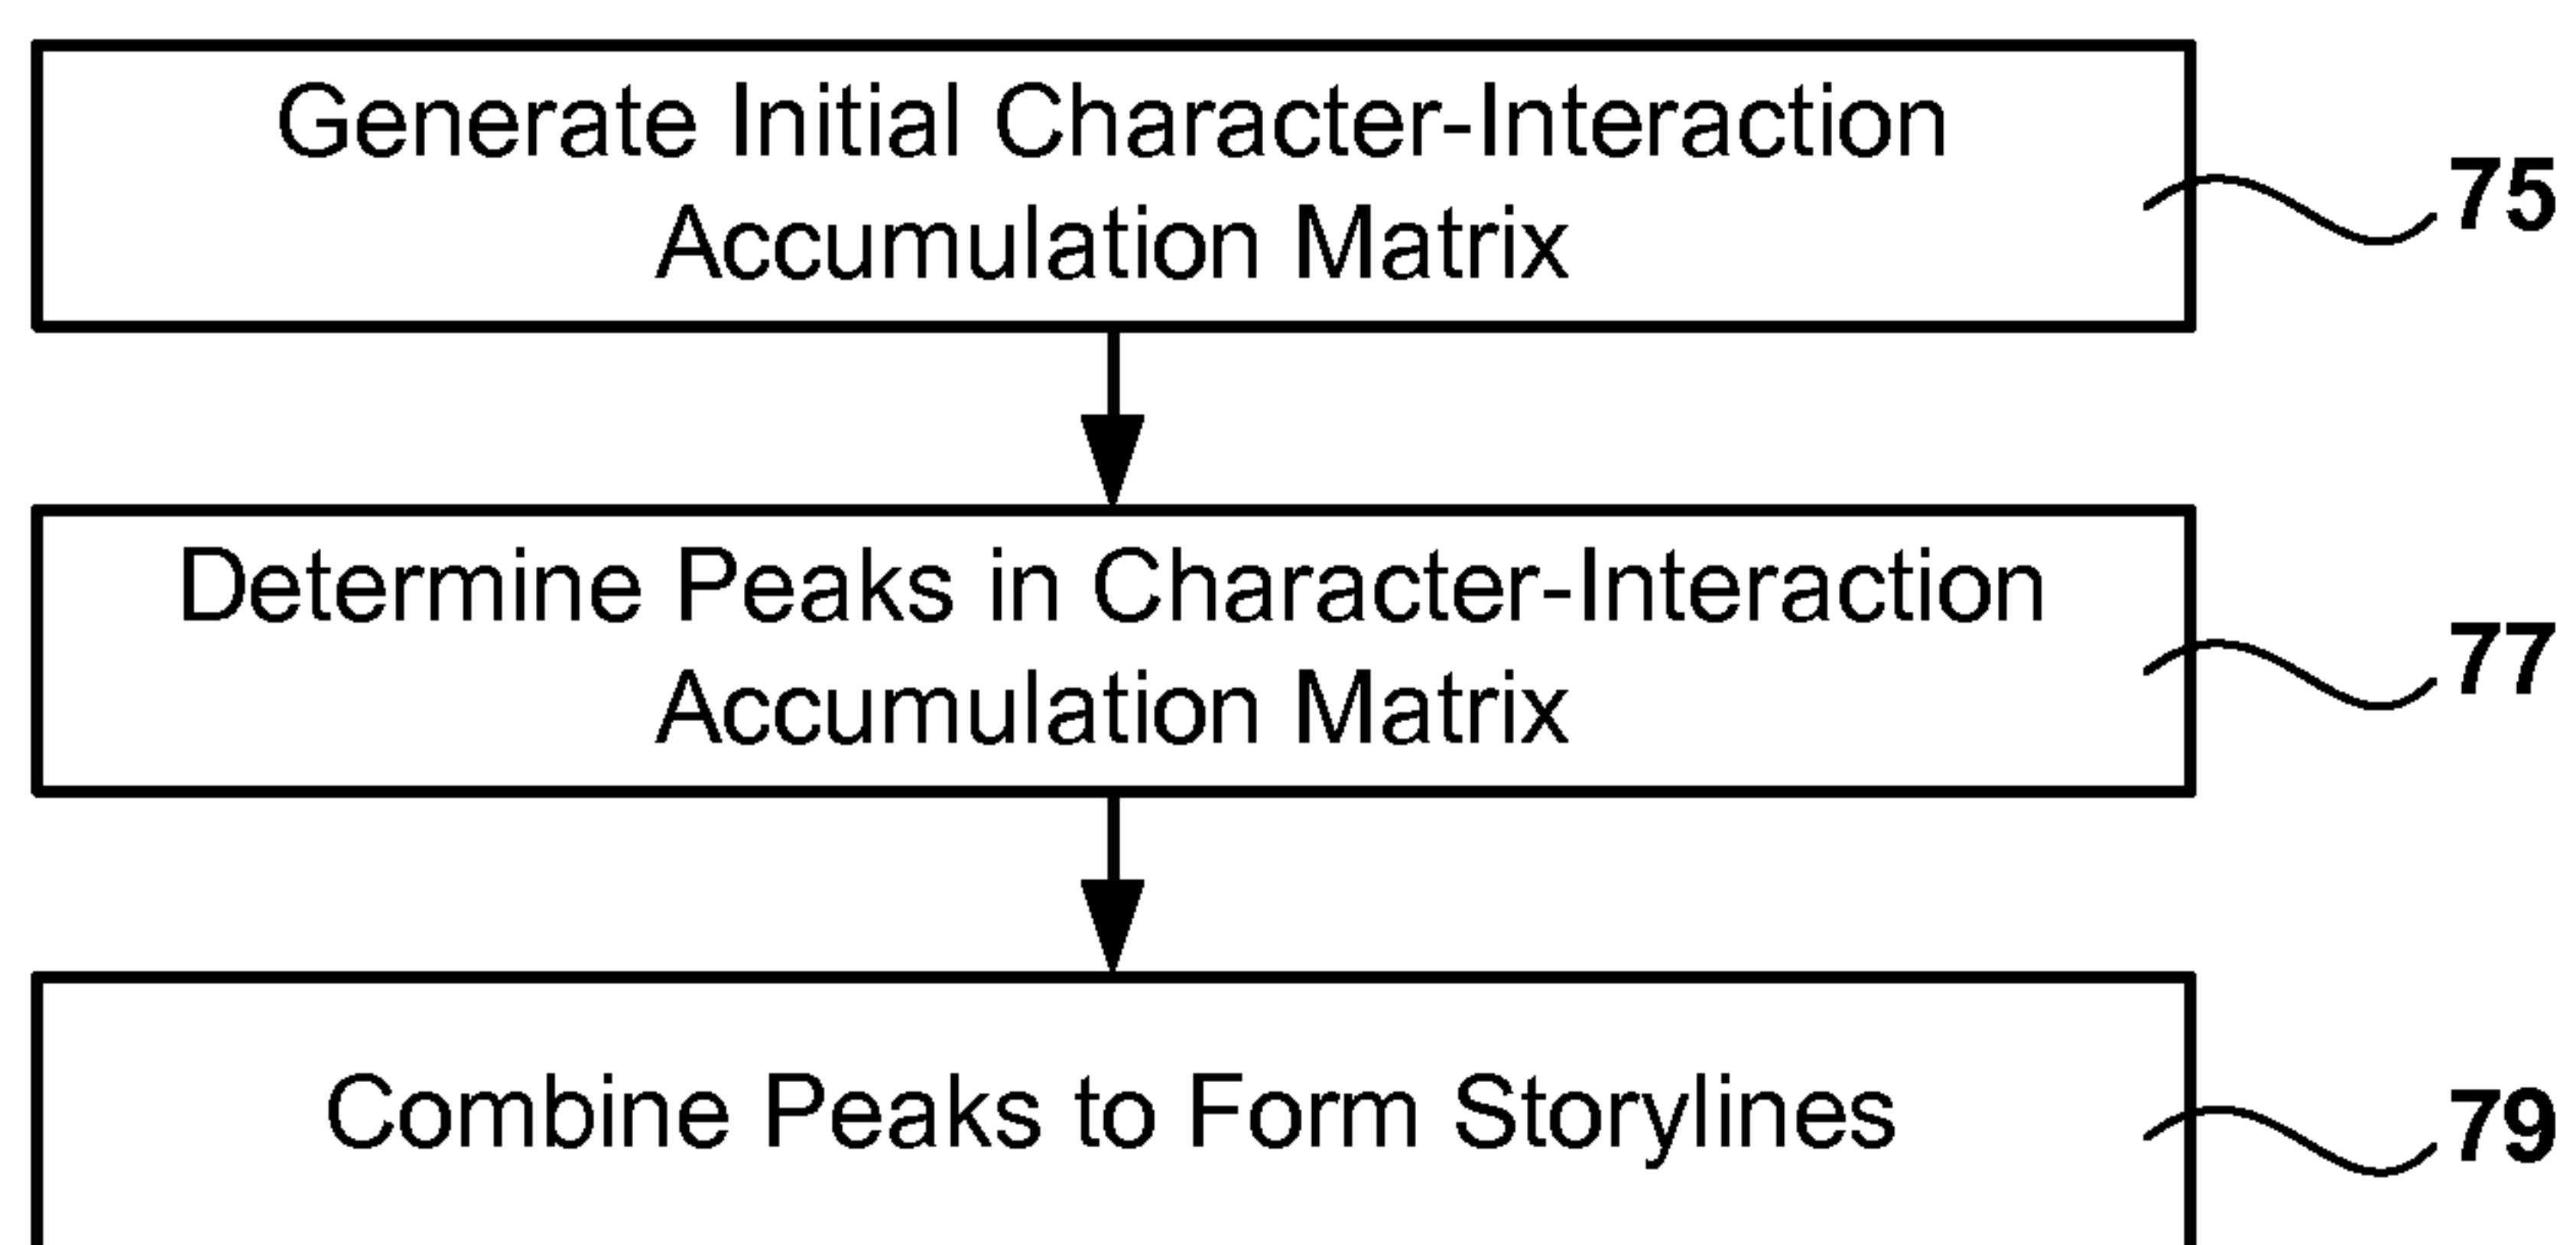 Generate Initial Character-Interaction
Accumulation Matrix
75
Determine Peaks in Character-Interaction
Accumulation Matrix
77
Combine Peaks to Form Storylines
79